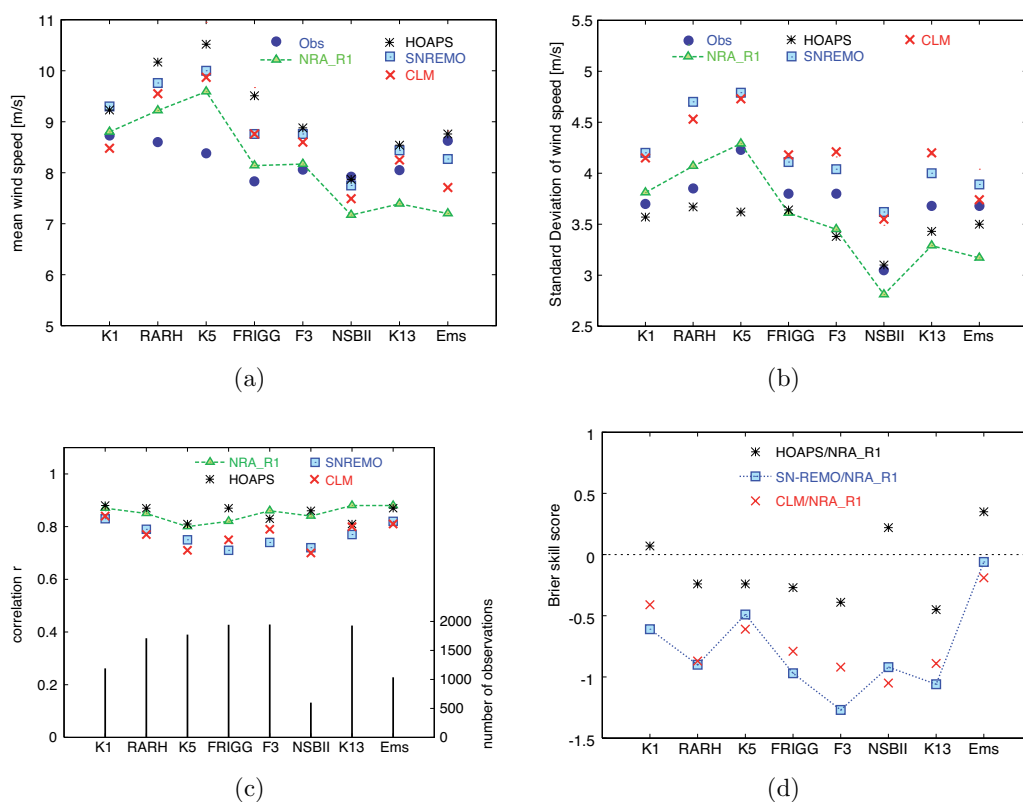 Obs
NRA_R1
HOAPS
SNREMO
CLM
mean wind speed [m/s]
11
10
9
8
7
6
5
K1 RARH K5 FRIGG F3 NSBII K13 Ems
(a)
Obs
NRA_R1
HOAPS
SNREMO
CLM
Standard Deviation of wind speed [m/s]
5.5
5
4.5
4
3.5
3
2.5
K1 RARH K5 FRIGG F3 NSBII K13 Ems
(b)
NRA_R1
HOAPS
SNREMO
CLM
correlation r
1
0.8
0.6
0.4
0.2
0
number of observations
2000
1500
1000
500
0
K1 RARH K5 FRIGG F3 NSBII K13 Ems
(c)
HOAPS/NRA_R1
SN-REMO/NRA_R1
CLM/NRA_R1
Brier skill score
1
0.5
0
-0.5
-1
-1.5
K1 RARH K5 FRIGG F3 NSBII K13 Ems
(d)